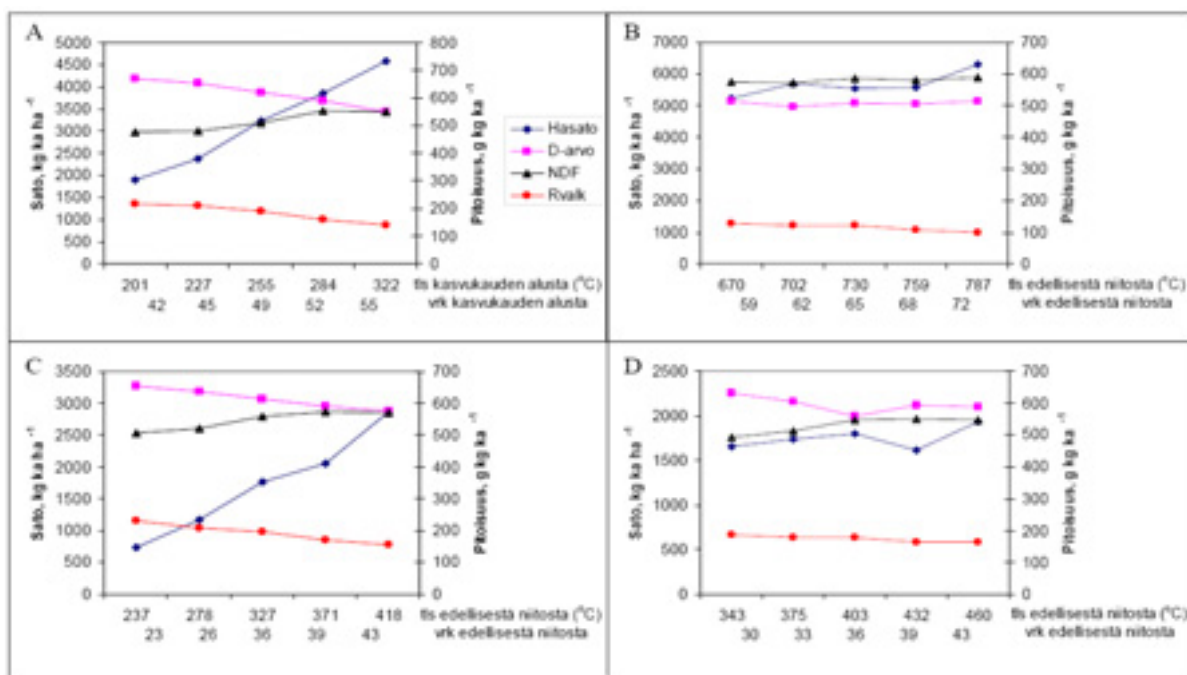 A
5000
4500
4000
3500
3000
2500
2000
1500
1000
500
0
Sato, kg ka ha ⁻¹
800
700
600
500
400
300
200
100
0
Pitoisuus, g kg ka ⁻¹
201 227 255 284 322 tls kasvukauden alusta (°C)
42 45 49 52 55 vrk kasvukauden alusta
Hasato
D-arvo
NDF
Rvalk
B
7000
6000
5000
4000
3000
2000
1000
0
Sato, kg ka ha ⁻¹
700
600
500
400
300
200
100
0
Pitoisuus, g kg ka ⁻¹
670 702 730 759 787 tls edellisestä niitosta (°C)
59 62 65 68 72 vrk edellisestä niitosta
C
3500
3000
2500
2000
1500
1000
500
0
Sato, kg ka ha ⁻¹
700
600
500
400
300
200
100
0
Pitoisuus, g kg ka ⁻¹
237 278 327 371 418 tls edellisestä niitosta (°C)
23 26 36 39 43 vrk edellisestä niitosta
D
2500
2000
1500
1000
500
0
Sato, kg ka ha ⁻¹
700
600
500
400
300
200
100
0
Pitoisuus, g kg ka ⁻¹
343 375 403 432 460 tls edellisestä niitosta (°C)
30 33 36 39 43 vrk edellisestä niitosta